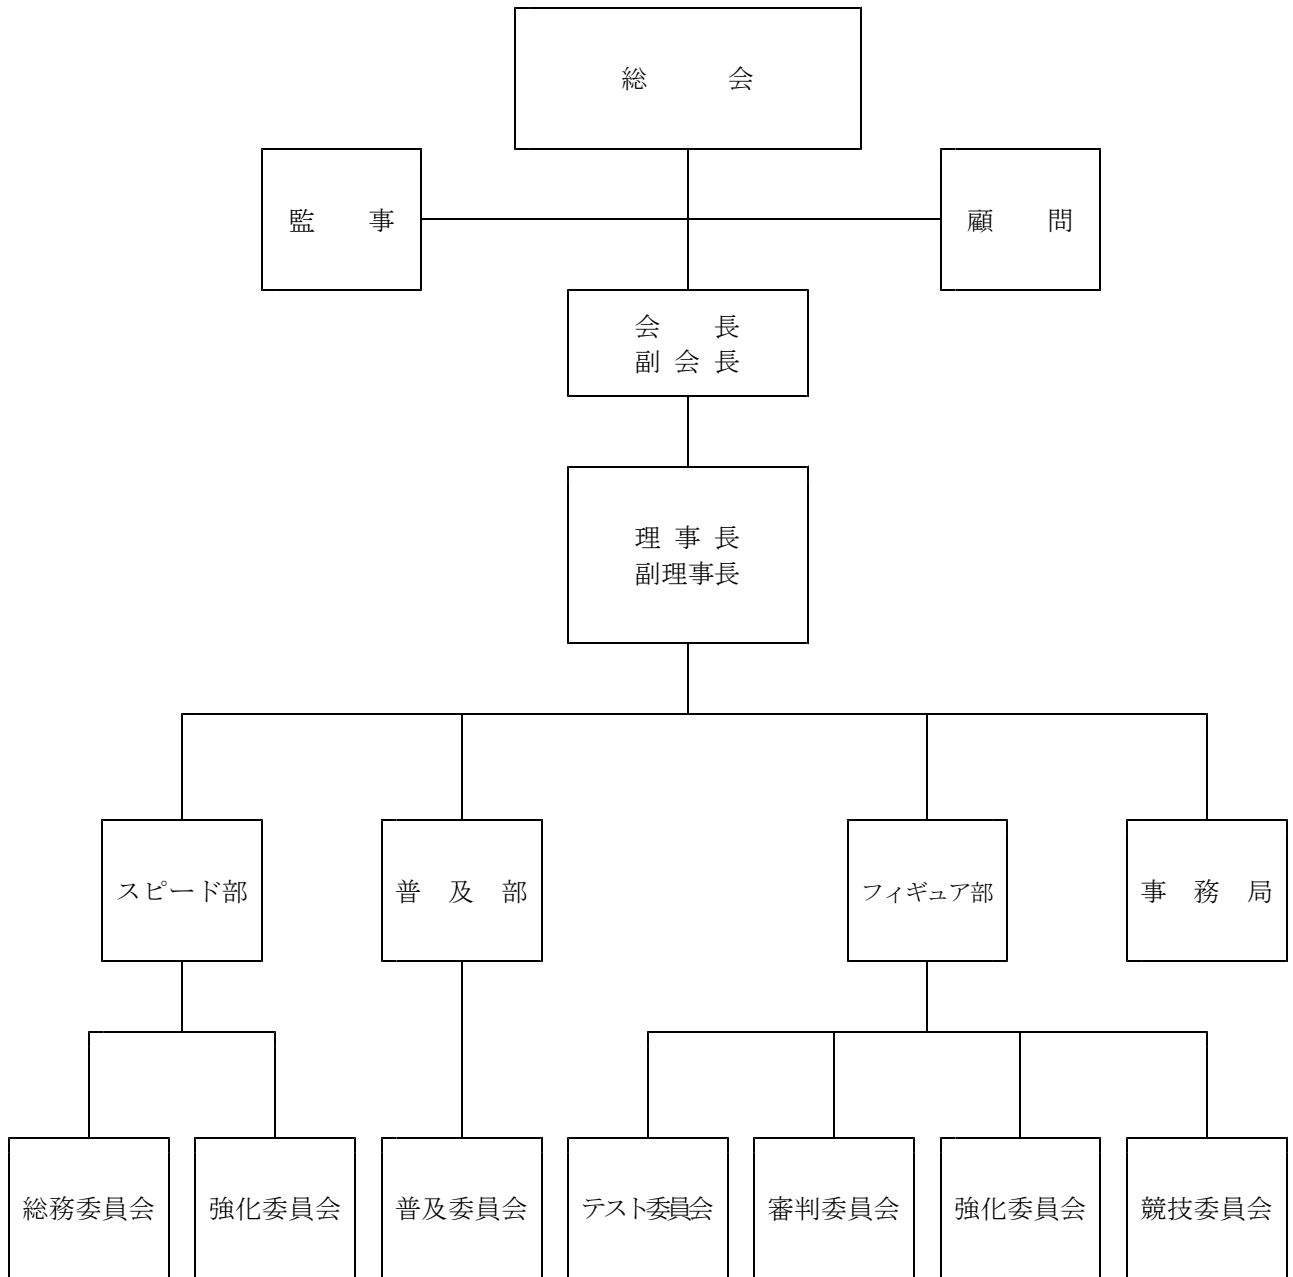 総　会
監　事
顧　問
会　長
副 会 長
理 事 長
副理事長
スピード部
普 及 部
フィギュア部
事 務 局
総務委員会
強化委員会
普及委員会
テスト委員会
審判委員会
強化委員会
競技委員会